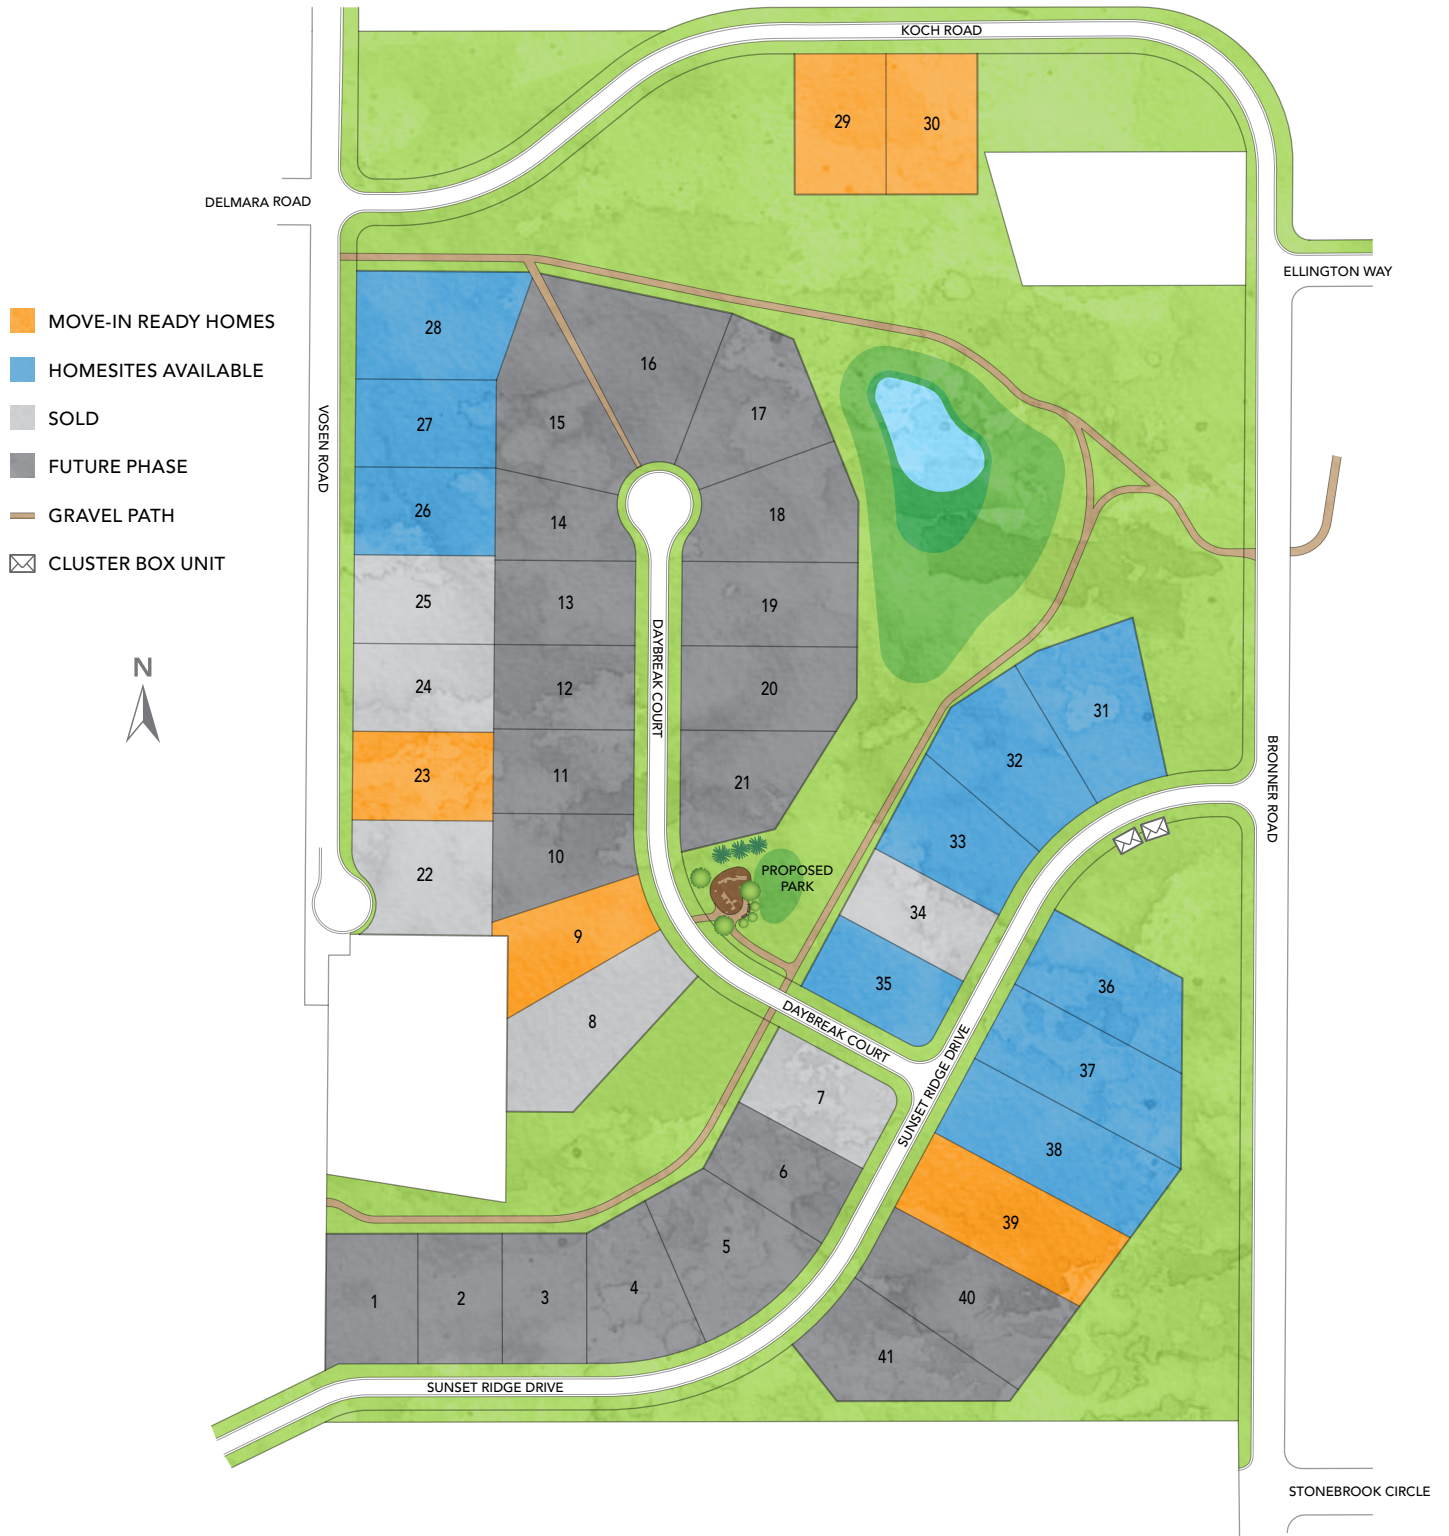 KOCH ROAD
29
30
DELMARA ROAD
ELLINGTON WAY
MOVE-IN READY HOMES
HOMESITES AVAILABLE
SOLD
FUTURE PHASE
GRAVEL PATH
CLUSTER BOX UNIT
N
VOSEN ROAD
28
27
26
25
24
23
22
16
15
17
14
18
13
19
12
20
11
21
10
9
8
DAYBREAK COURT
PROPOSED
PARK
31
32
33
34
35
BRONNER ROAD
DAYBREAK COURT
SUNSET RIDGE DRIVE
36
37
38
39
40
41
7
6
5
4
3
2
1
SUNSET RIDGE DRIVE
STONEBROOK CIRCLE